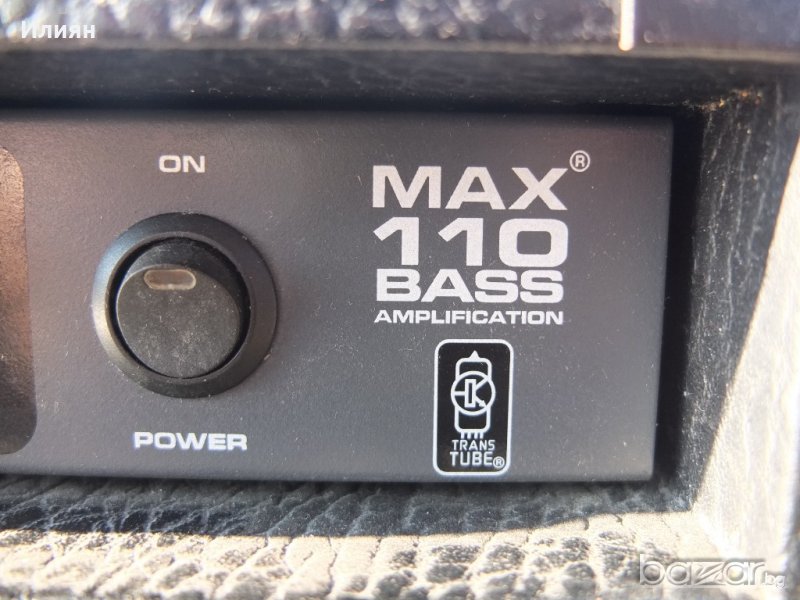 Илиян
ON
MAX®
110
BASS
AMPLIFICATION
TRANS
TUBE®
POWER
bazar.bg